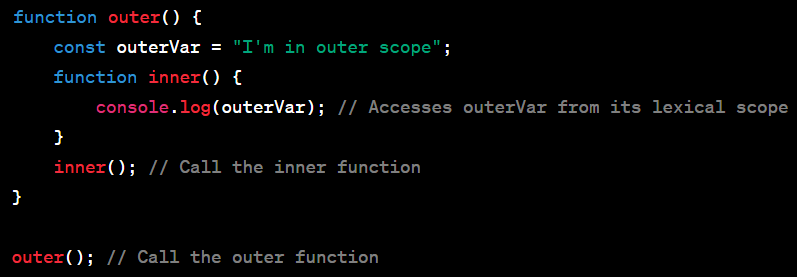 function outer() {
    const outerVar = "I'm in outer scope";
    function inner() {
        console.log(outerVar); // Accesses outerVar from its lexical scope
    }
    inner(); // Call the inner function
}

outer(); // Call the outer function